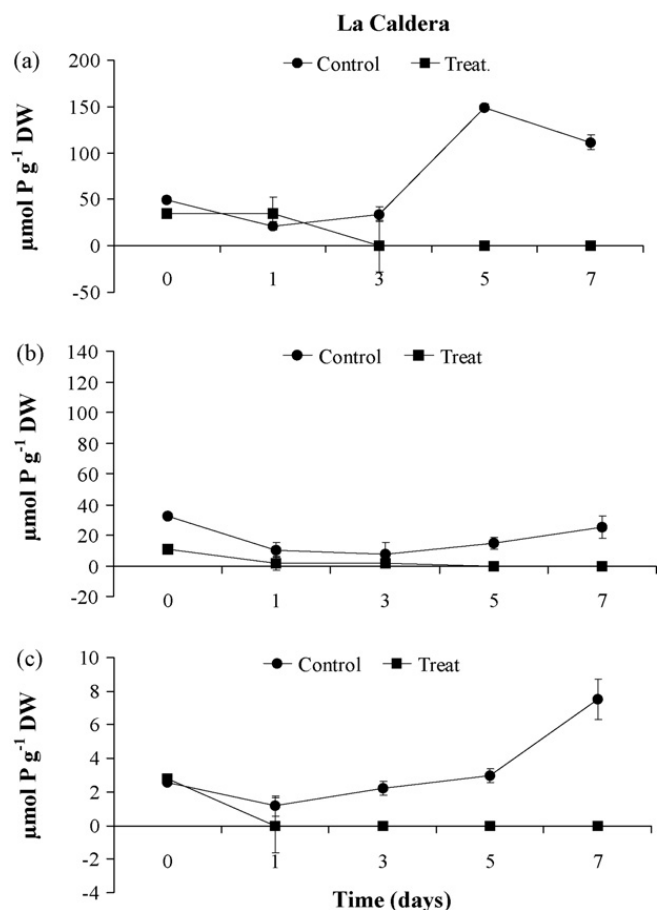 La Caldera
(a)
Control Treat.
µmol P g⁻¹ DW
200
150
100
50
0
-50
0 1 3 5 7
(b)
Control Treat
µmol P g⁻¹ DW
140
120
100
80
60
40
20
0
-20
0 1 3 5 7
(c)
Control Treat
µmol P g⁻¹ DW
10
8
6
4
2
0
-2
-4
0 1 3 5 7
Time (days)